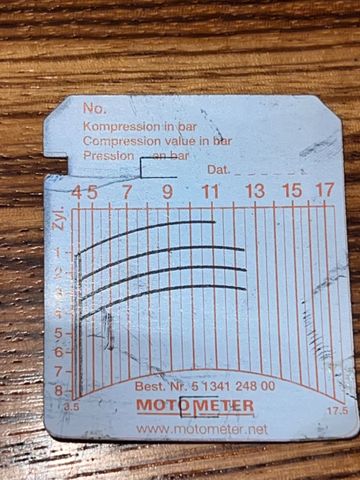 No.
Kompression in bar
Compression value in bar
Pression en bar
Dat.
4 5 7 9 11 13 15 17
Zyl.
1
2
3
4
5
6
7
8
3.5 17.5
Best. Nr. 5 1341 248 00
MOTOMETER
www.motometer.net